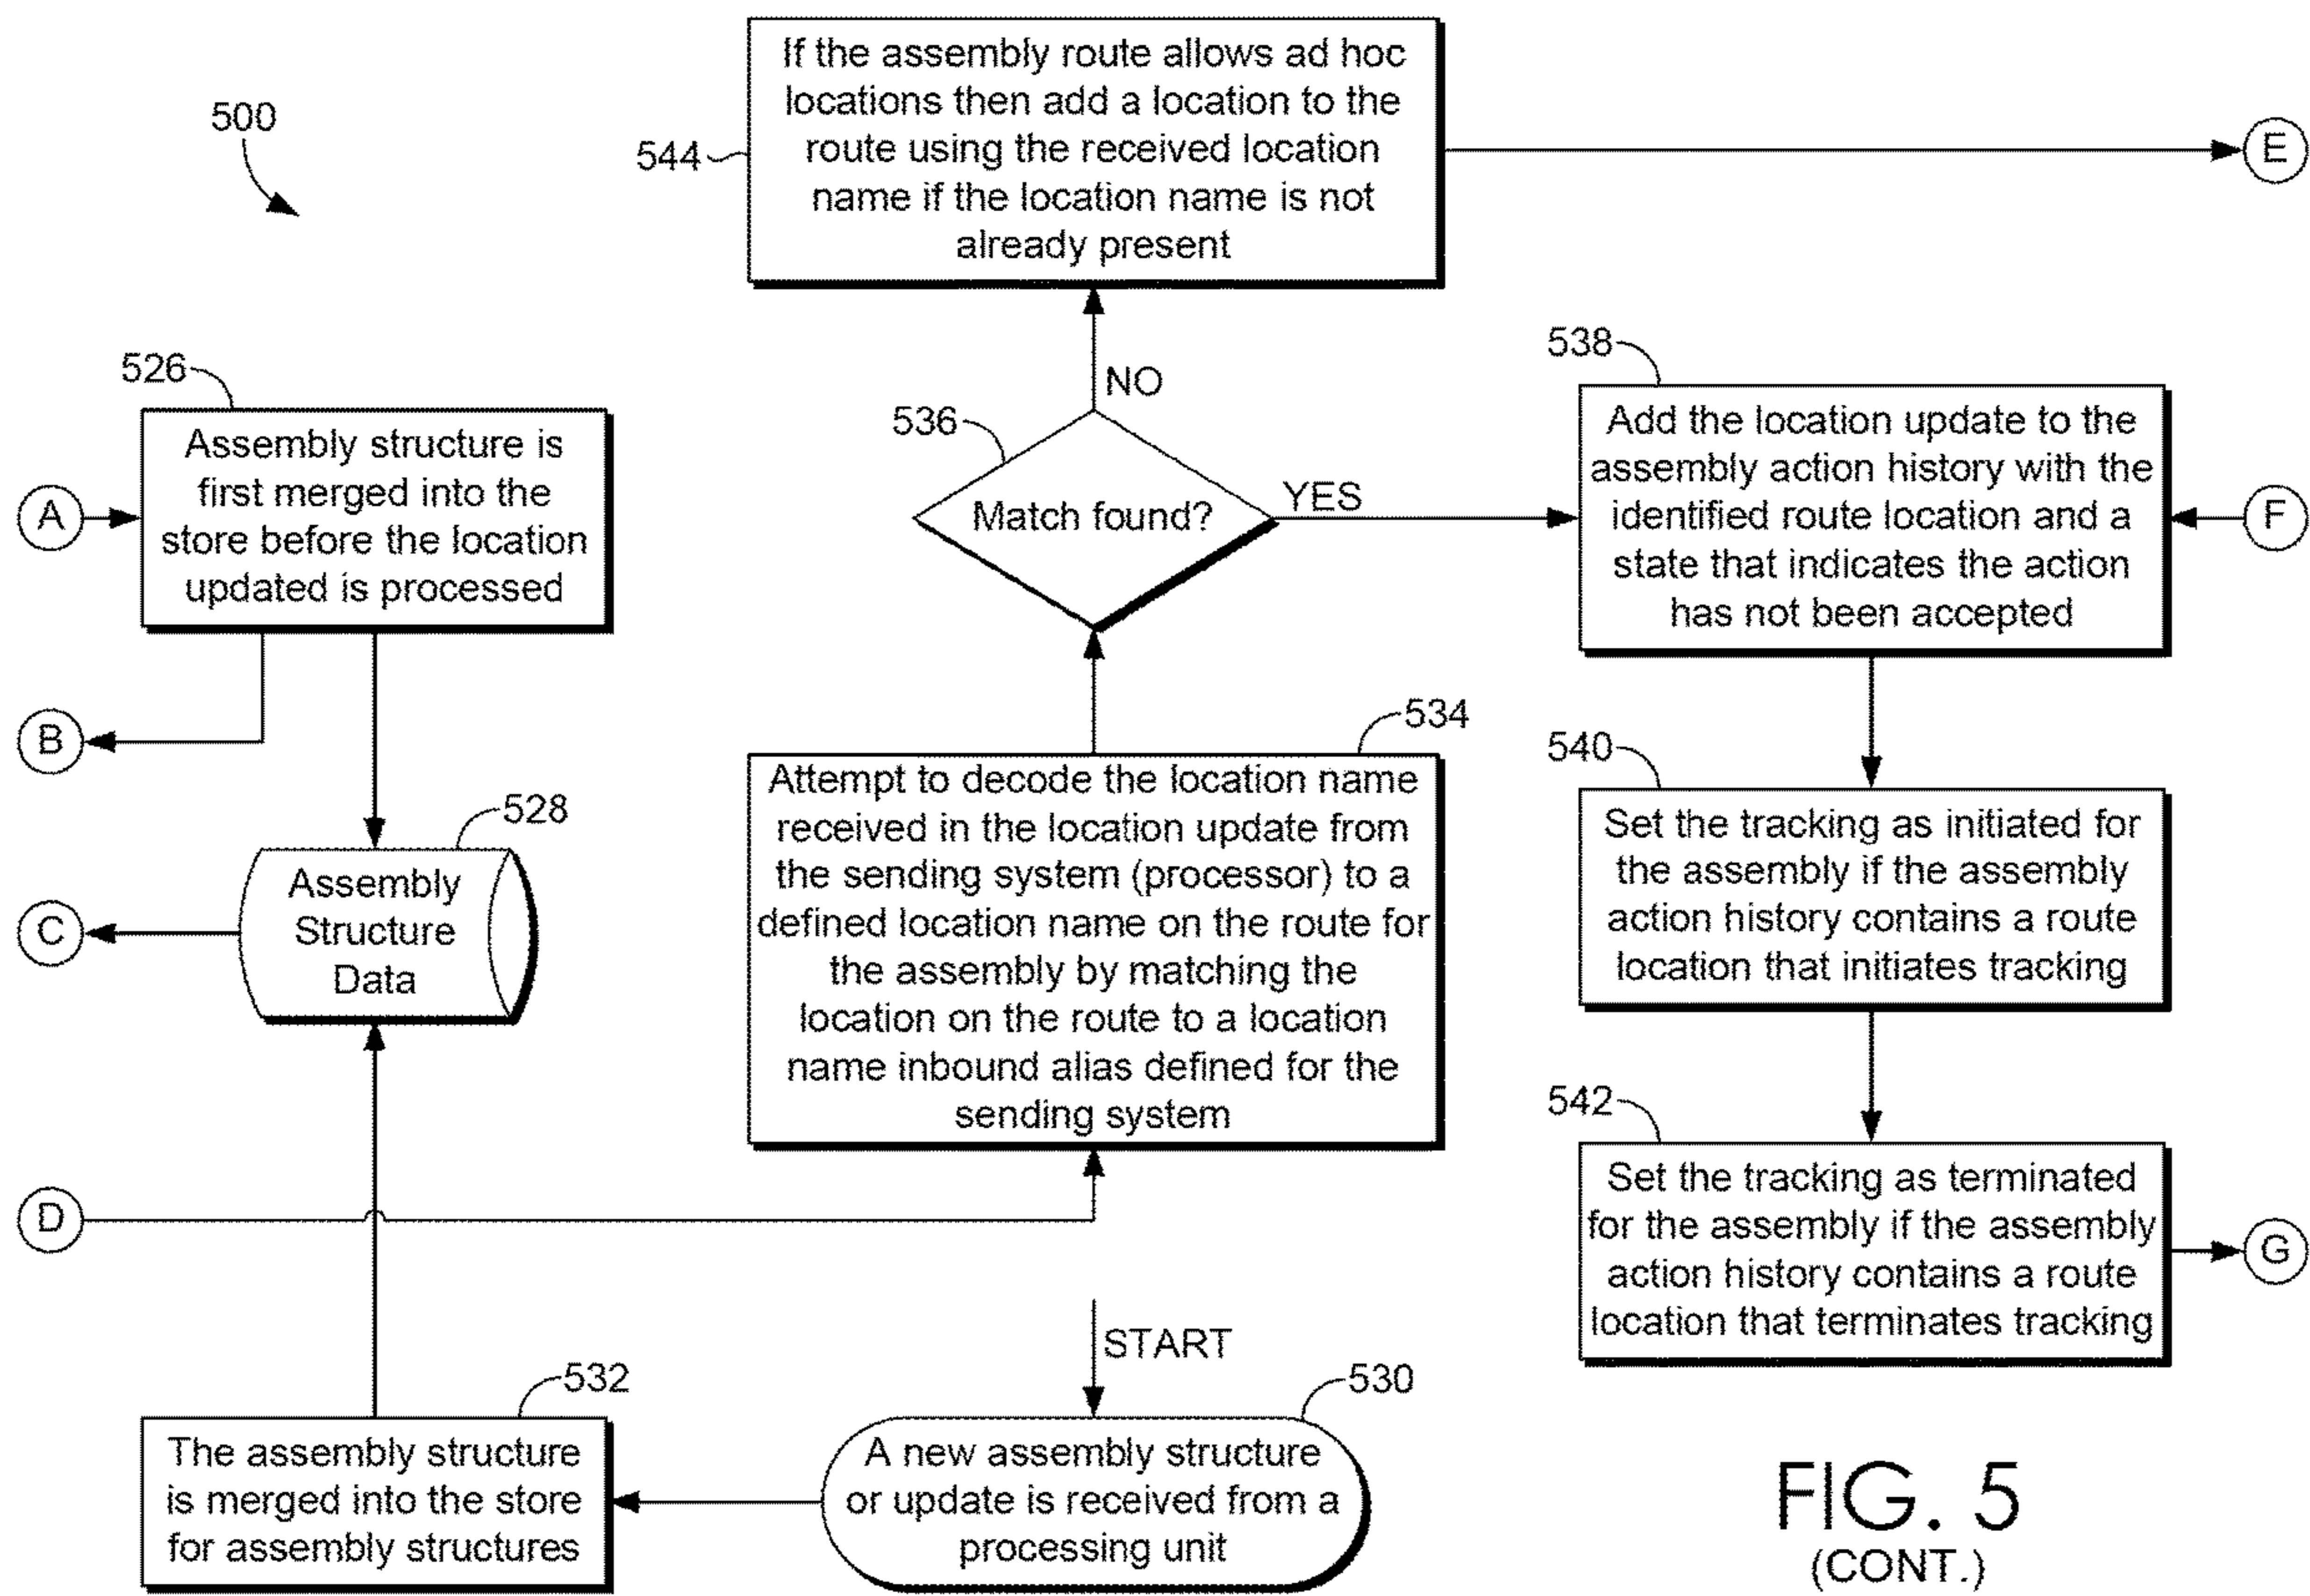 500
544
If the assembly route allows ad hoc
locations then add a location to the
route using the received location
name if the location name is not
already present
E
526
Assembly structure is
first merged into the
store before the location
updated is processed
A
B
NO
536
Match found?
YES
538
Add the location update to the
assembly action history with the
identified route location and a
state that indicates the action
has not been accepted
F
528
Assembly
Structure
Data
C
534
Attempt to decode the location name
received in the location update from
the sending system (processor) to a
defined location name on the route for
the assembly by matching the
location on the route to a location
name inbound alias defined for the
sending system
540
Set the tracking as initiated for
the assembly if the assembly
action history contains a route
location that initiates tracking
D
542
Set the tracking as terminated
for the assembly if the assembly
action history contains a route
location that terminates tracking
G
START
532
The assembly structure
is merged into the store
for assembly structures
530
A new assembly structure
or update is received from a
processing unit
FIG. 5
(CONT.)